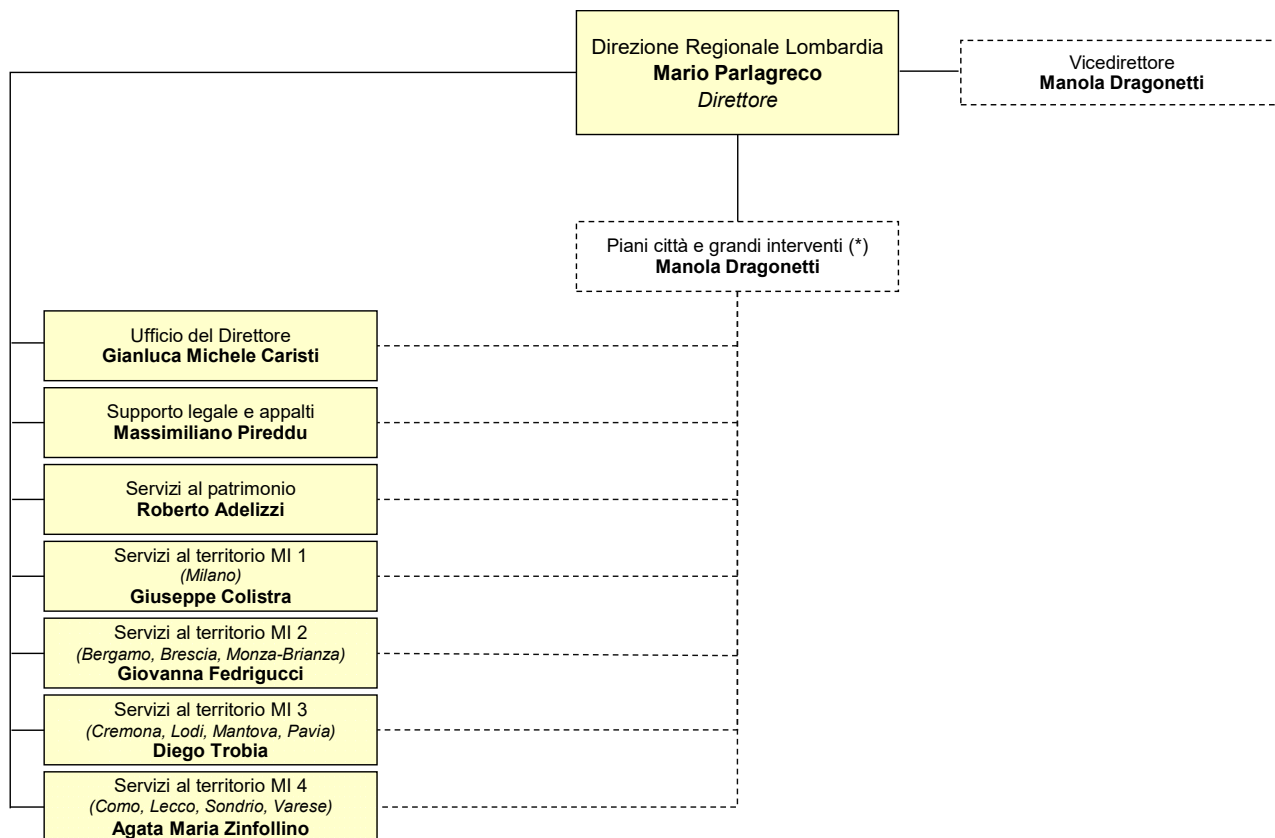 Direzione Regionale Lombardia
Mario Parlagreco
Direttore
Vicedirettore
Manola Dragonetti
Piani città e grandi interventi (*)
Manola Dragonetti
Ufficio del Direttore
Gianluca Michele Caristi
Supporto legale e appalti
Massimiliano Pireddu
Servizi al patrimonio
Roberto Adelizzi
Servizi al territorio MI 1
(Milano)
Giuseppe Colistra
Servizi al territorio MI 2
(Bergamo, Brescia, Monza-Brianza)
Giovanna Fedrigucci
Servizi al territorio MI 3
(Cremona, Lodi, Mantova, Pavia)
Diego Trobia
Servizi al territorio MI 4
(Como, Lecco, Sondrio, Varese)
Agata Maria Zinfollino